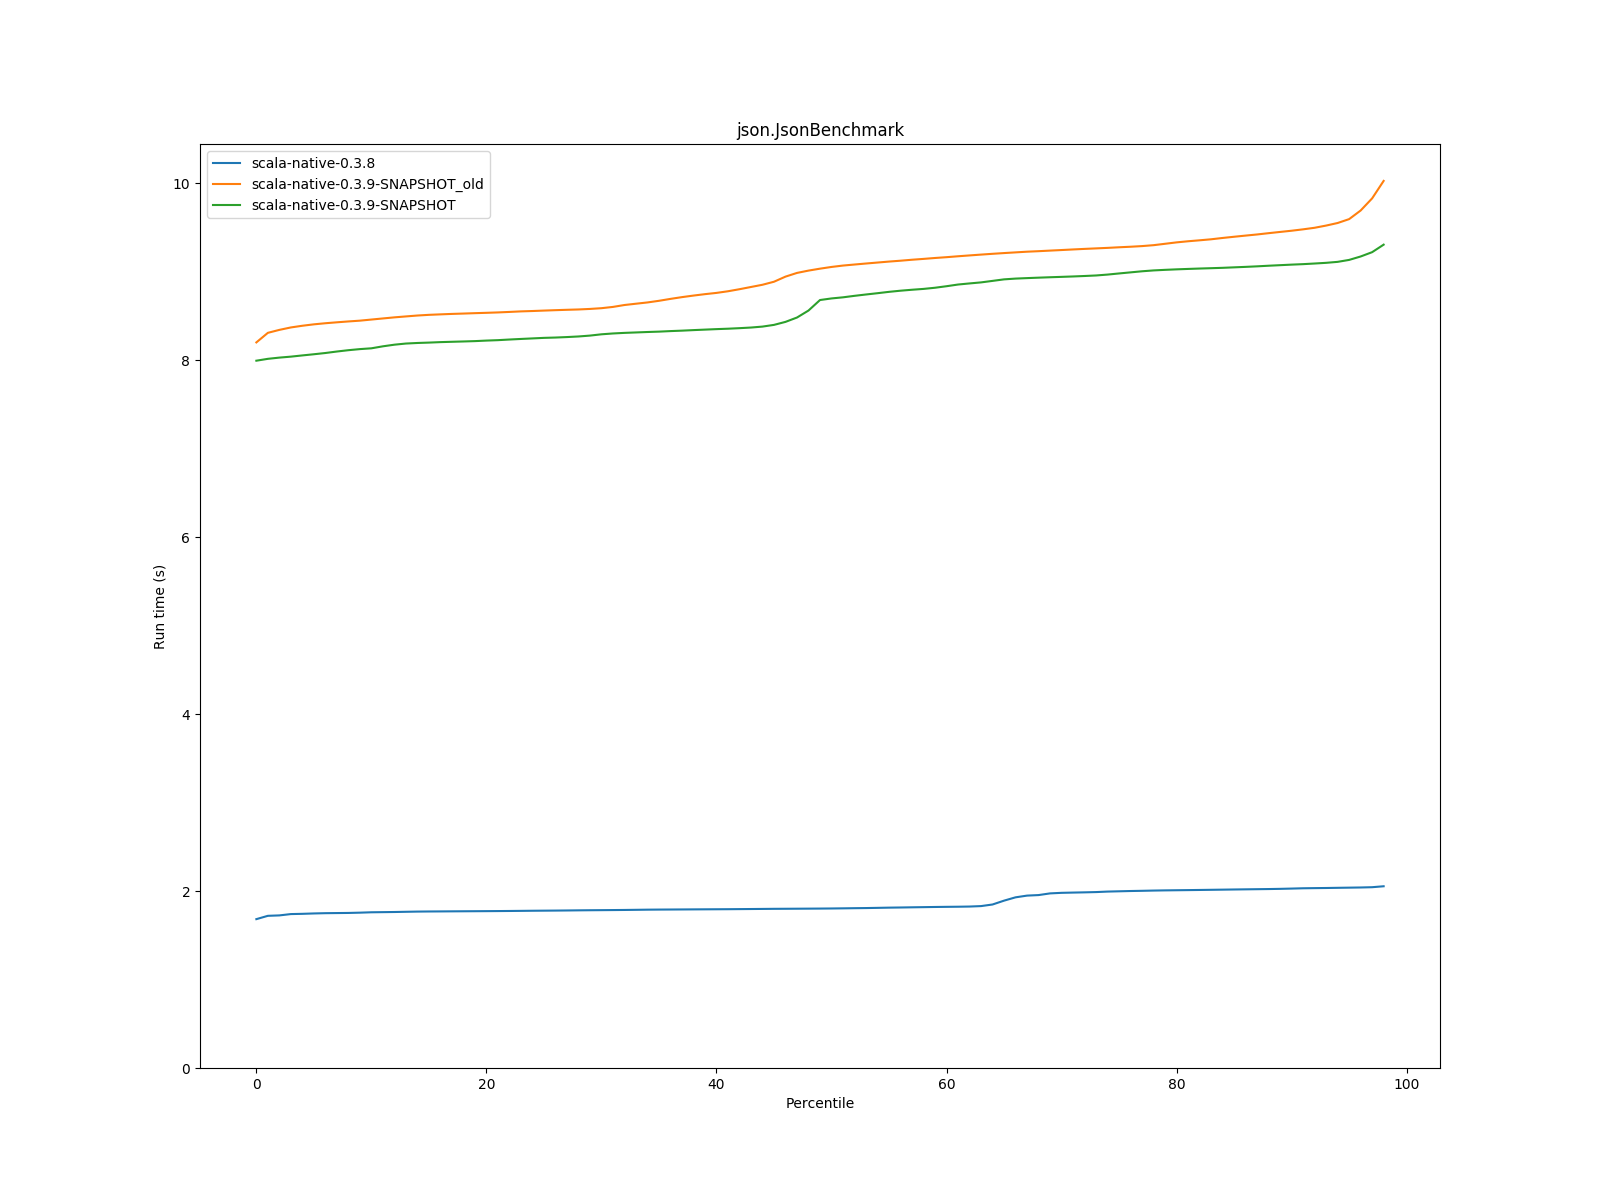 json.JsonBenchmark
scala-native-0.3.8
scala-native-0.3.9-SNAPSHOT_old
scala-native-0.3.9-SNAPSHOT
10
8
6
4
2
0
Run time (s)
0 20 40 60 80 100
Percentile